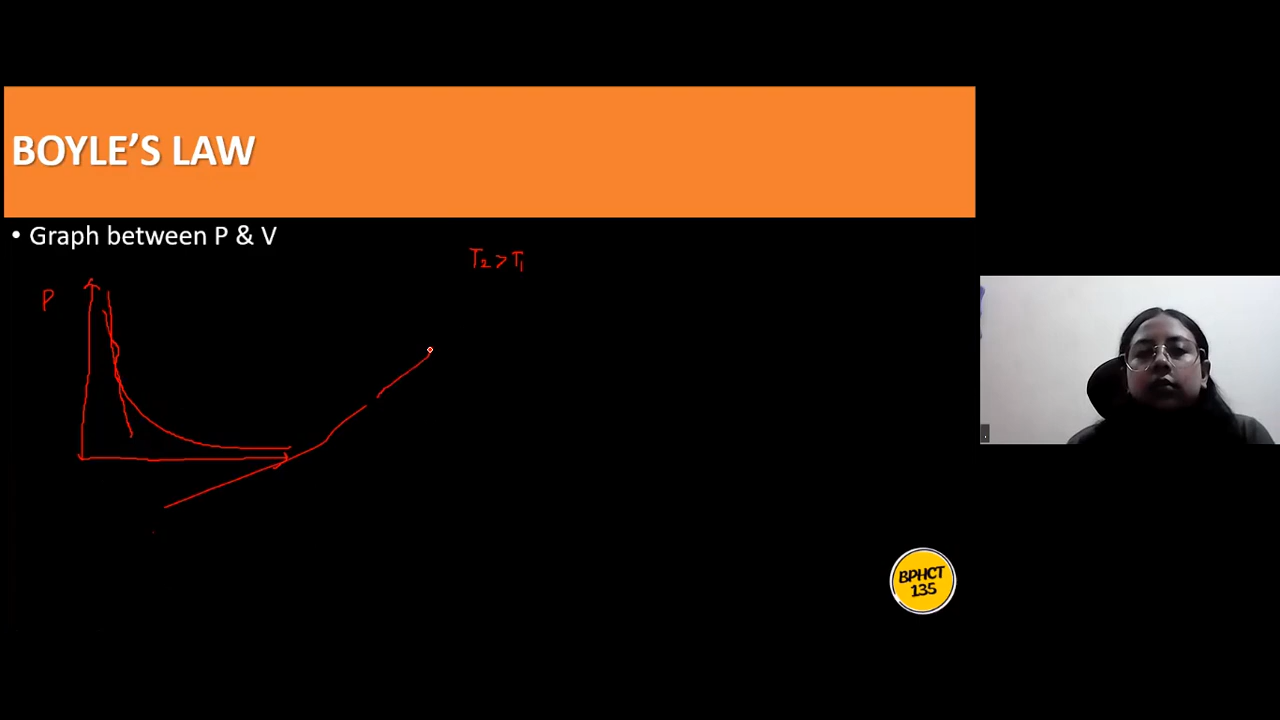 BOYLE'S LAW
• Graph between P & V
T₂ > T₁
P
BPHCT
135